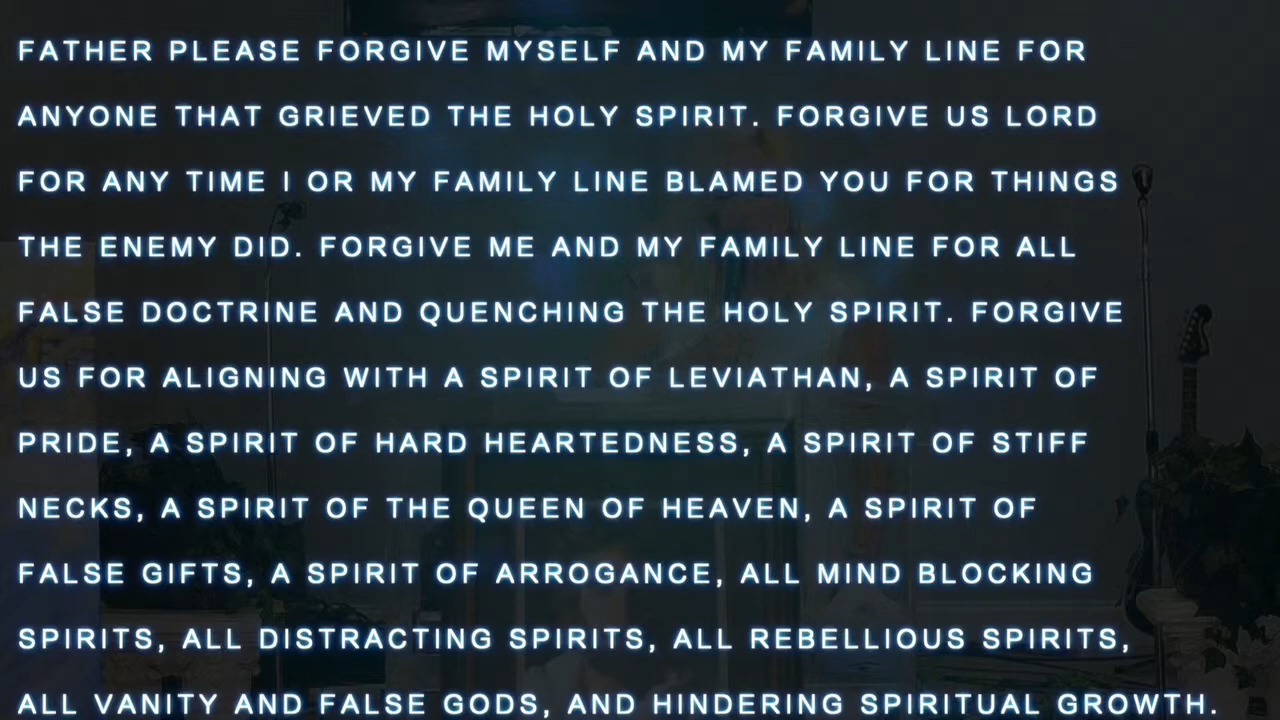 FATHER PLEASE FORGIVE MYSELF AND MY FAMILY LINE FOR
ANYONE THAT GRIEVED THE HOLY SPIRIT. FORGIVE US LORD
FOR ANY TIME I OR MY FAMILY LINE BLAMED YOU FOR THINGS
THE ENEMY DID. FORGIVE ME AND MY FAMILY LINE FOR ALL
FALSE DOCTRINE AND QUENCHING THE HOLY SPIRIT. FORGIVE
US FOR ALIGNING WITH A SPIRIT OF LEVIATHAN, A SPIRIT OF
PRIDE, A SPIRIT OF HARD HEARTEDNESS, A SPIRIT OF STIFF
NECKS, A SPIRIT OF THE QUEEN OF HEAVEN, A SPIRIT OF
FALSE GIFTS, A SPIRIT OF ARROGANCE, ALL MIND BLOCKING
SPIRITS, ALL DISTRACTING SPIRITS, ALL REBELLIOUS SPIRITS,
ALL VANITY AND FALSE GODS, AND HINDERING SPIRITUAL GROWTH.